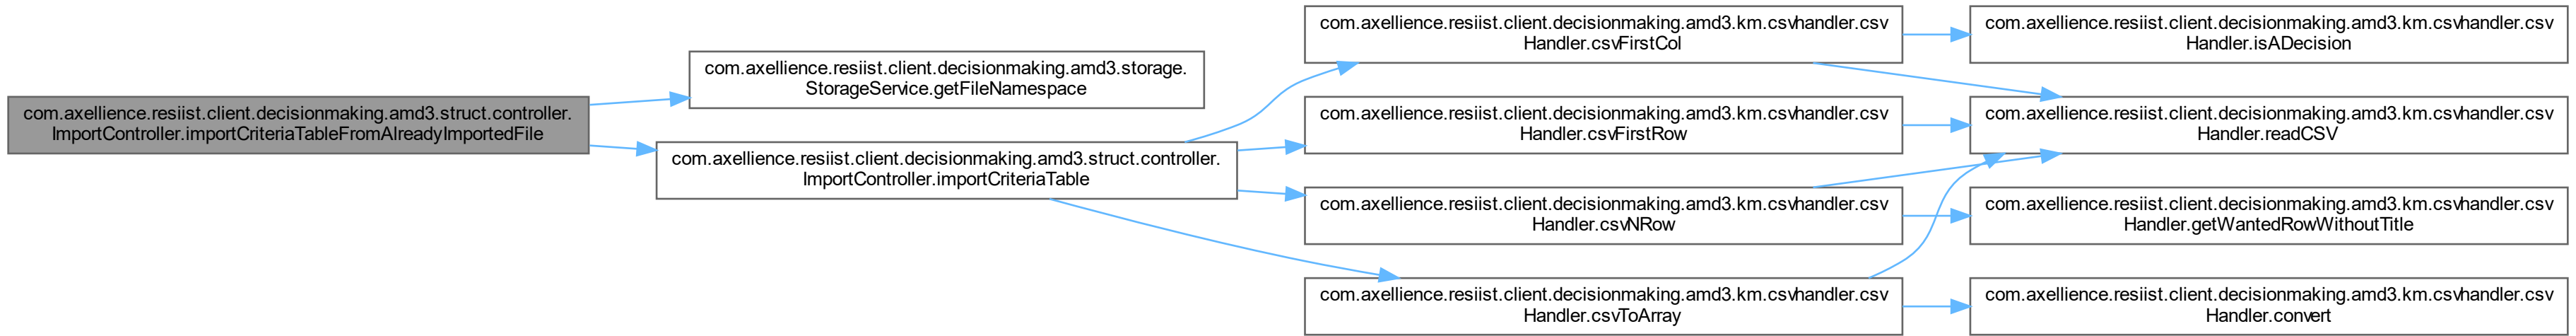 com.axellience.resiist.client.decisionmaking.amd3.struct.controller.
ImportController.importCriteriaTableFromAlreadyImportedFile
com.axellience.resiist.client.decisionmaking.amd3.storage.
StorageService.getFileNamespace
com.axellience.resiist.client.decisionmaking.amd3.struct.controller.
ImportController.importCriteriaTable
com.axellience.resiist.client.decisionmaking.amd3.km.csvhandler.csv
Handler.csvFirstCol
com.axellience.resiist.client.decisionmaking.amd3.km.csvhandler.csv
Handler.csvFirstRow
com.axellience.resiist.client.decisionmaking.amd3.km.csvhandler.csv
Handler.csvNRow
com.axellience.resiist.client.decisionmaking.amd3.km.csvhandler.csv
Handler.csvToArray
com.axellience.resiist.client.decisionmaking.amd3.km.csvhandler.csv
Handler.isADecision
com.axellience.resiist.client.decisionmaking.amd3.km.csvhandler.csv
Handler.readCSV
com.axellience.resiist.client.decisionmaking.amd3.km.csvhandler.csv
Handler.getWantedRowWithoutTitle
com.axellience.resiist.client.decisionmaking.amd3.km.csvhandler.csv
Handler.convert